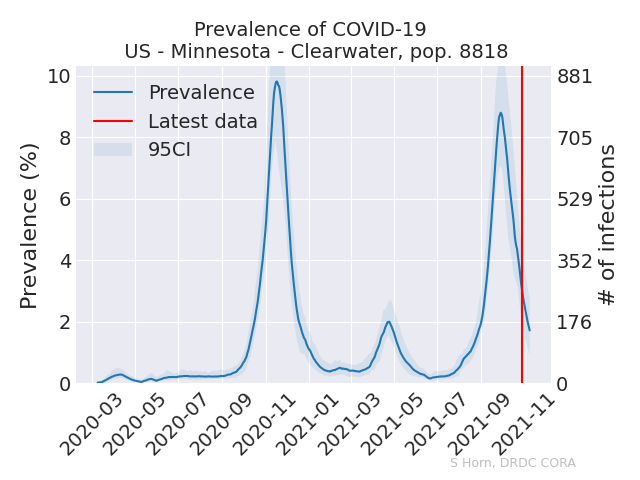 Prevalence of COVID-19
US - Minnesota - Clearwater, pop. 8818
Prevalence (%)
10
8
6
4
2
0
Prevalence
Latest data
95CI
881
705
529
352
176
0
# of infections
2020-03
2020-05
2020-07
2020-09
2020-11
2021-01
2021-03
2021-05
2021-07
2021-09
2021-11
S Horn, DRDC CORA